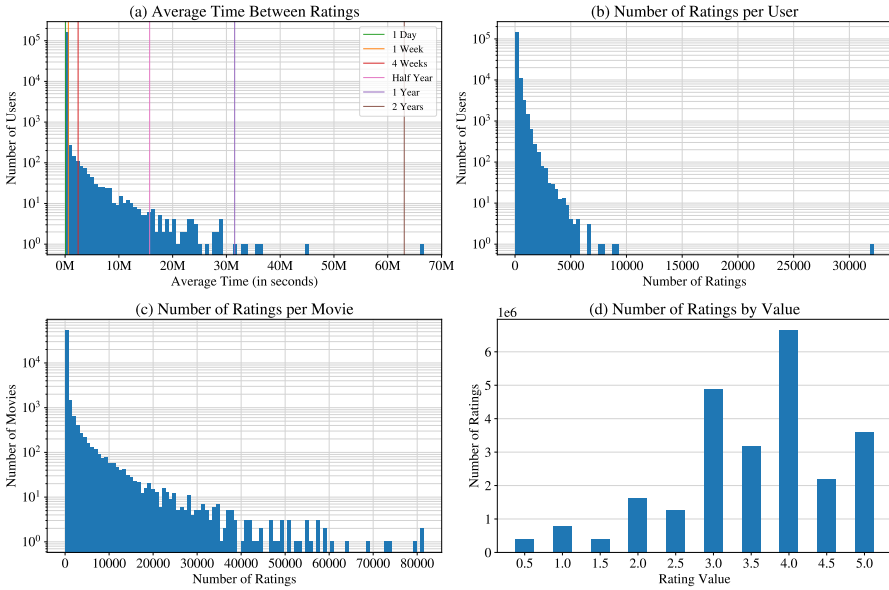 (a) Average Time Between Ratings
Number of Users
10^5
10^4
10^3
10^2
10^1
10^0
0M 10M 20M 30M 40M 50M 60M 70M
Average Time (in seconds)
1 Day
1 Week
4 Weeks
Half Year
1 Year
2 Years
(b) Number of Ratings per User
Number of Users
10^5
10^4
10^3
10^2
10^1
10^0
0 5000 10000 15000 20000 25000 30000
Number of Ratings
(c) Number of Ratings per Movie
Number of Movies
10^4
10^3
10^2
10^1
10^0
0 10000 20000 30000 40000 50000 60000 70000 80000
Number of Ratings
(d) Number of Ratings by Value
1e6
Number of Ratings
6
5
4
3
2
1
0
0.5 1.0 1.5 2.0 2.5 3.0 3.5 4.0 4.5 5.0
Rating Value